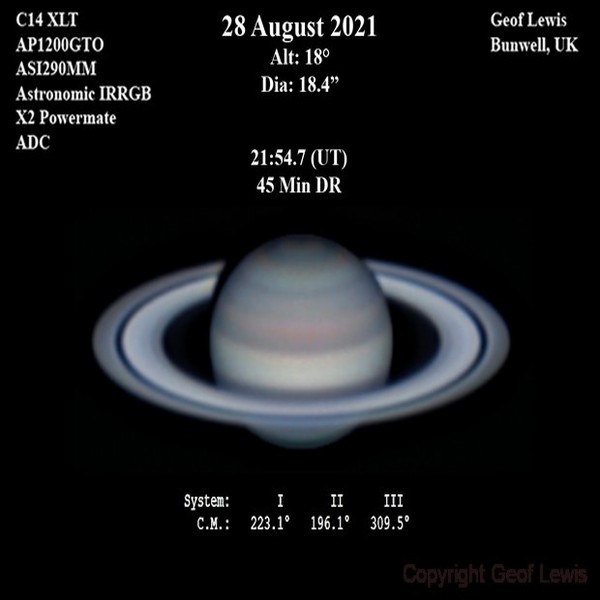 C14 XLT
AP1200GTO
ASI290MM
Astronomic IRRGB
X2 Powermate
ADC
28 August 2021
Alt: 18°
Dia: 18.4”
21:54.7 (UT)
45 Min DR
Geof Lewis
Bunwell, UK
System: I II III
C.M.: 223.1° 196.1° 309.5°
Copyright Geof Lewis